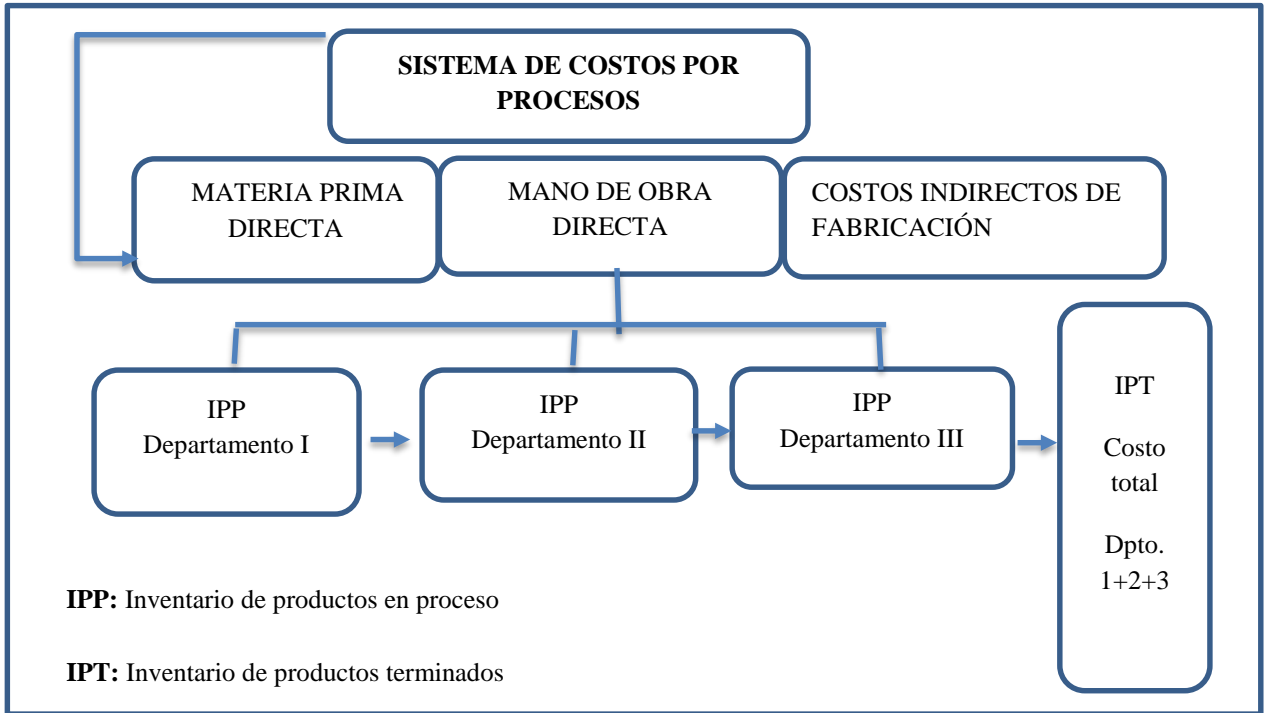 SISTEMA DE COSTOS POR
PROCESOS
MATERIA PRIMA
DIRECTA
MANO DE OBRA
DIRECTA
COSTOS INDIRECTOS DE
FABRICACIÓN
IPP
Departamento I
IPP
Departamento II
IPP
Departamento III
IPT
Costo
total
Dpto.
1+2+3
IPP: Inventario de productos en proceso
IPT: Inventario de productos terminados